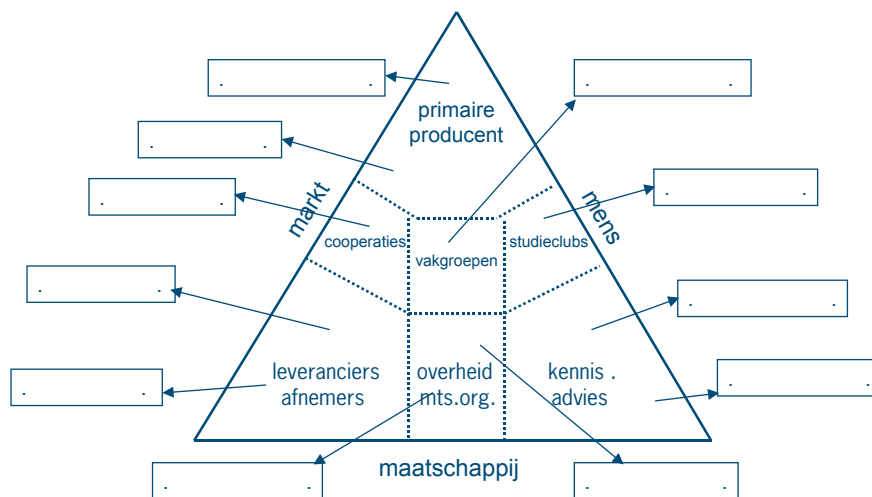 . .
. .
primaire
producent
. .
. .
. .
markt
mens
cooperaties
vakgroepen
studieclubs
. .
. .
leveranciers
afnemers
overheid
mts.org.
kennis .
advies
. .
. .
maatschappij
. .
. .